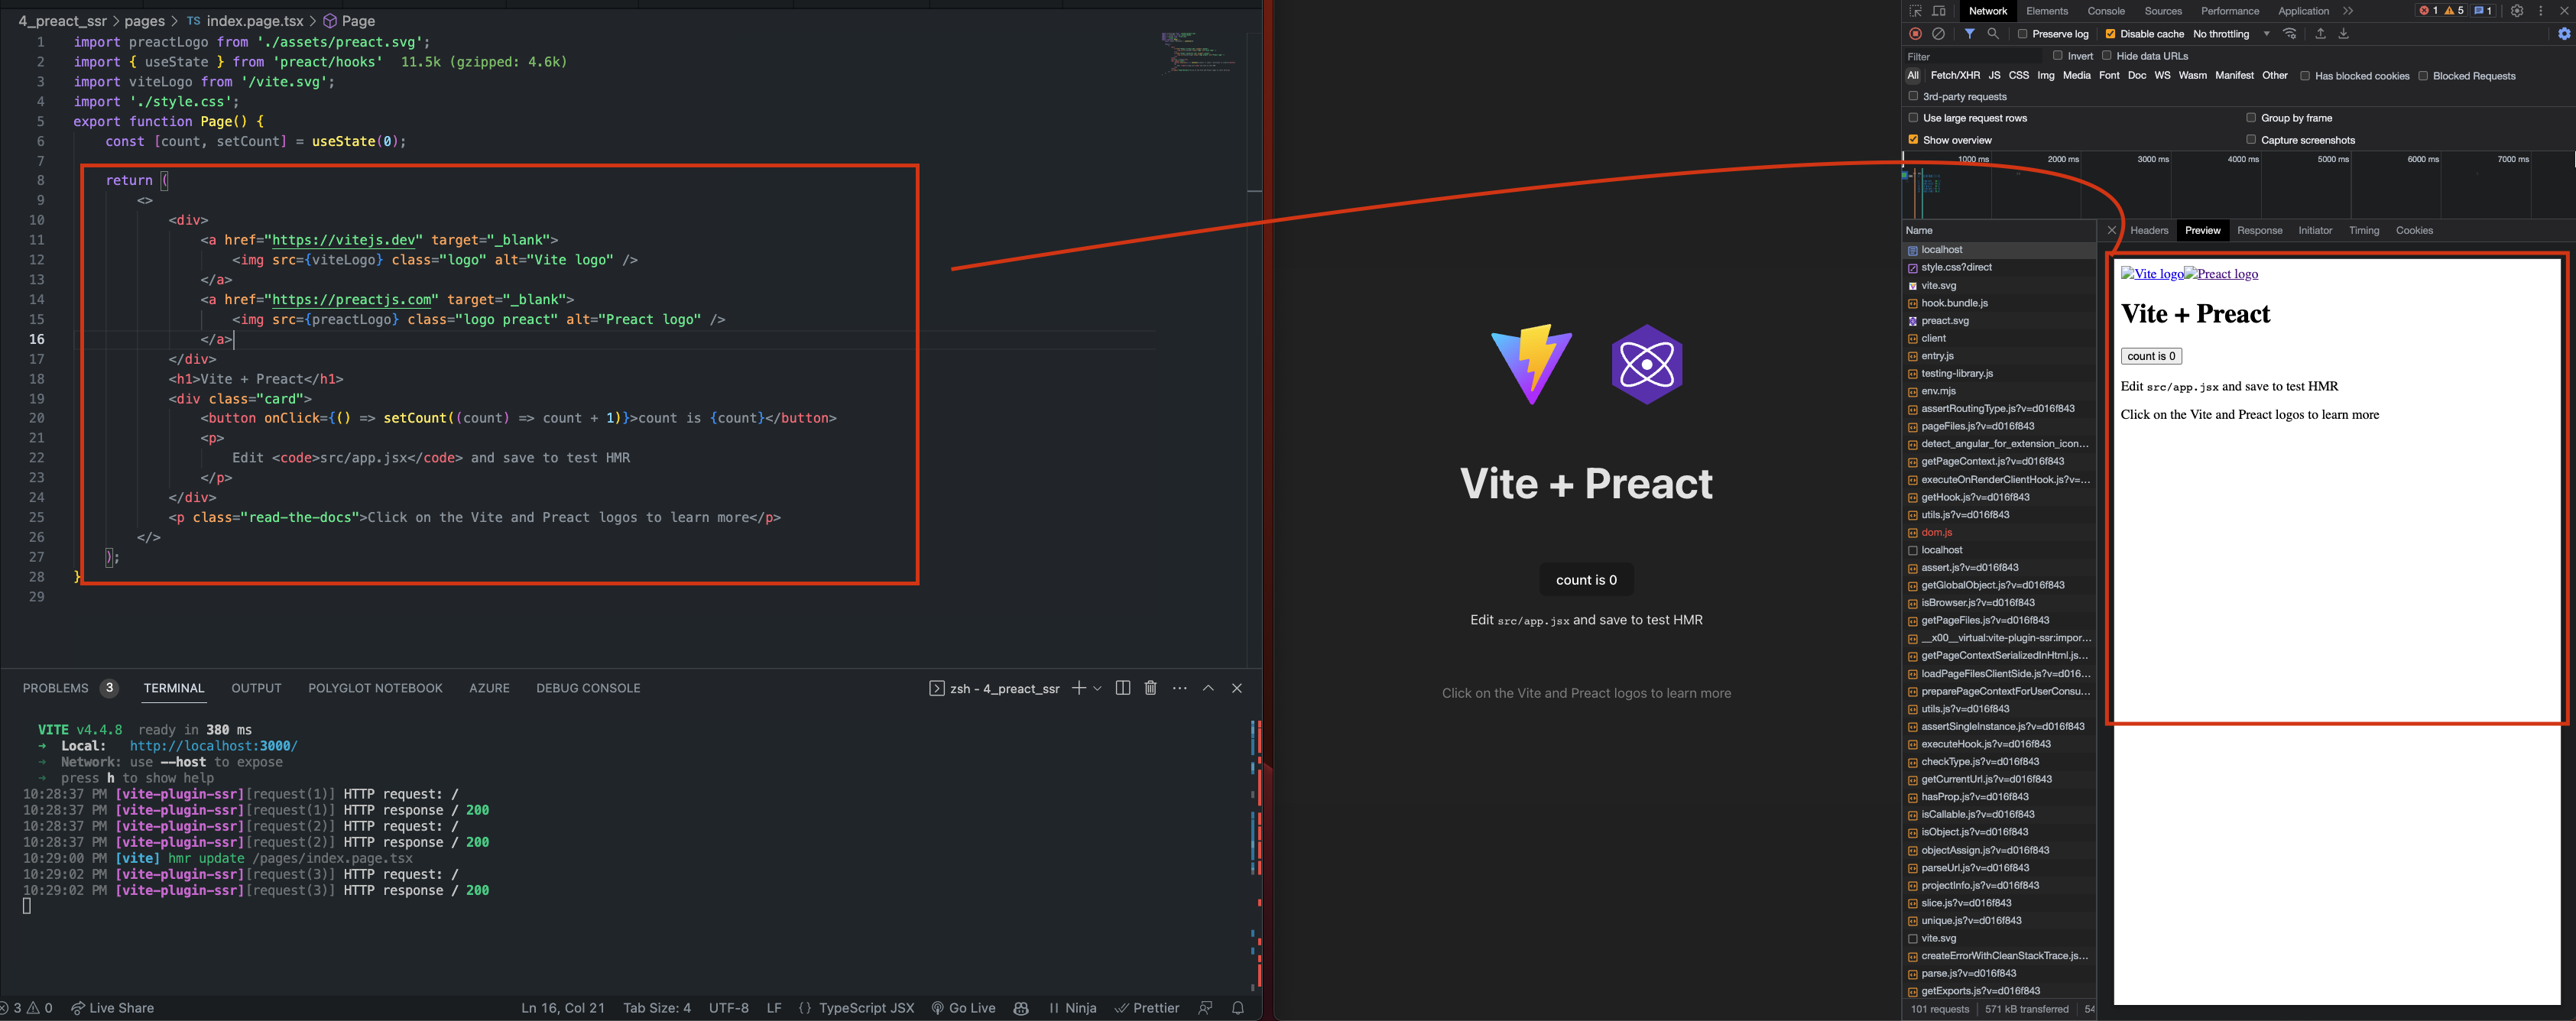 4_preact_ssr > pages > TS index.page.tsx > Page
1 import preactLogo from './assets/preact.svg';
2 import { useState } from 'preact/hooks' 11.5k (gzipped: 4.6k)
3 import viteLogo from '/vite.svg';
4 import './style.css';
5 export function Page() {
6 const [count, setCount] = useState(0);
7
8 return (
9 <>
10 <div>
11 <a href="https://vitejs.dev" target="_blank">
12 <img src={viteLogo} class="logo" alt="Vite logo" />
13 </a>
14 <a href="https://preactjs.com" target="_blank">
15 <img src={preactLogo} class="logo preact" alt="Preact logo" />
16 </a>
17 </div>
18 <h1>Vite + Preact</h1>
19 <div class="card">
20 <button onClick={() => setCount((count) => count + 1)}>count is {count}</button>
21 <p>
22 Edit <code>src/app.jsx</code> and save to test HMR
23 </p>
24 </div>
25 <p class="read-the-docs">Click on the Vite and Preact logos to learn more</p>
26 </>
27 );
28 }
29
PROBLEMS 3 TERMINAL OUTPUT POLYGLOT NOTEBOOK AZURE DEBUG CONSOLE zsh - 4_preact_ssr
VITE v4.4.8 ready in 380 ms
➜ Local: http://localhost:3000/
➜ Network: use --host to expose
➜ press h to show help
10:28:37 PM [vite-plugin-ssr][request(1)] HTTP request: /
10:28:37 PM [vite-plugin-ssr][request(1)] HTTP response / 200
10:28:37 PM [vite-plugin-ssr][request(2)] HTTP request: /
10:28:37 PM [vite-plugin-ssr][request(2)] HTTP response / 200
10:29:00 PM [vite] hmr update /pages/index.page.tsx
10:29:02 PM [vite-plugin-ssr][request(3)] HTTP request: /
10:29:02 PM [vite-plugin-ssr][request(3)] HTTP response / 200
3 0 Live Share Ln 16, Col 21 Tab Size: 4 UTF-8 LF {} TypeScript JSX Go Live Ninja Prettier
Vite + Preact
count is 0
Edit src/app.jsx and save to test HMR
Click on the Vite and Preact logos to learn more
Network Elements Console Sources Performance Application 1 5 1
Preserve log Disable cache No throttling
Filter Invert Hide data URLs
All Fetch/XHR JS CSS Img Media Font Doc WS Wasm Manifest Other Has blocked cookies Blocked Requests
3rd-party requests
Use large request rows Group by frame
Show overview Capture screenshots
1000 ms 2000 ms 3000 ms 4000 ms 5000 ms 6000 ms 7000 ms
Name
localhost
style.css?direct
vite.svg
hook.bundle.js
preact.svg
client
entry.js
testing-library.js
env.mjs
assertRoutingType.js?v=d016f843
pageFiles.js?v=d016f843
detect_angular_for_extension_icon...
getPageContext.js?v=d016f843
executeOnRenderClientHook.js?v=...
getHook.js?v=d016f843
utils.js?v=d016f843
dom.js
localhost
assert.js?v=d016f843
getGlobalObject.js?v=d016f843
isBrowser.js?v=d016f843
getPageFiles.js?v=d016f843
__x00__virtual:vite-plugin-ssr:impor...
getPageContextSerializedInHtml.js...
loadPageFilesClientSide.js?v=d016...
preparePageContextForUserConsu...
utils.js?v=d016f843
assertSingleInstance.js?v=d016f843
executeHook.js?v=d016f843
checkType.js?v=d016f843
getCurrentUrl.js?v=d016f843
hasProp.js?v=d016f843
isCallable.js?v=d016f843
isObject.js?v=d016f843
objectAssign.js?v=d016f843
parseUrl.js?v=d016f843
projectInfo.js?v=d016f843
slice.js?v=d016f843
unique.js?v=d016f843
vite.svg
createErrorWithCleanStackTrace.js...
parse.js?v=d016f843
getExports.js?v=d016f843
101 requests 571 kB transferred 54
Headers Preview Response Initiator Timing Cookies
Vite logo Preact logo
Vite + Preact
count is 0
Edit src/app.jsx and save to test HMR
Click on the Vite and Preact logos to learn more